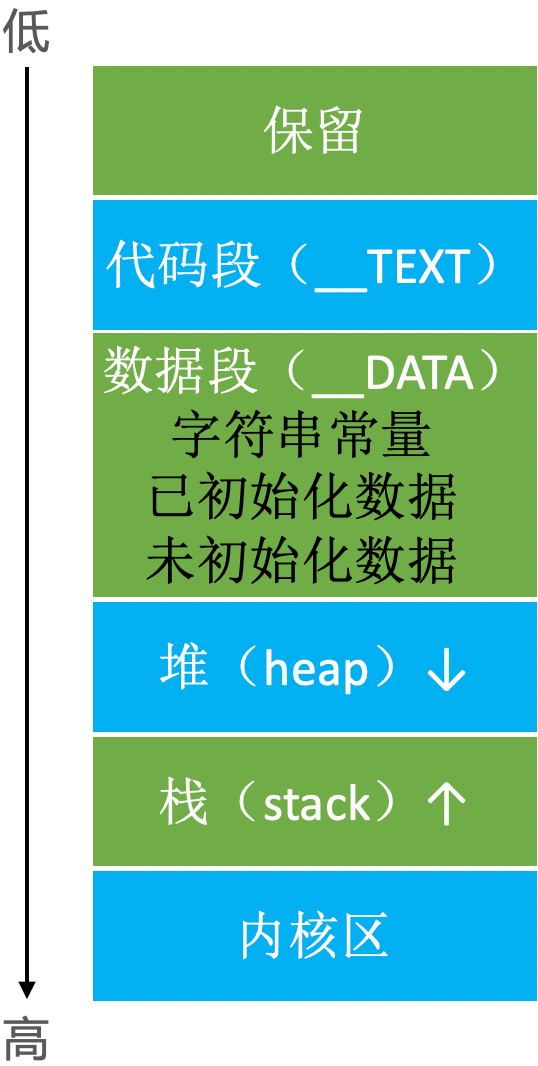 低
保留
代码段（__TEXT）
数据段（__DATA）
字符串常量
已初始化数据
未初始化数据
堆（heap）↓
栈（stack）↑
内核区
高